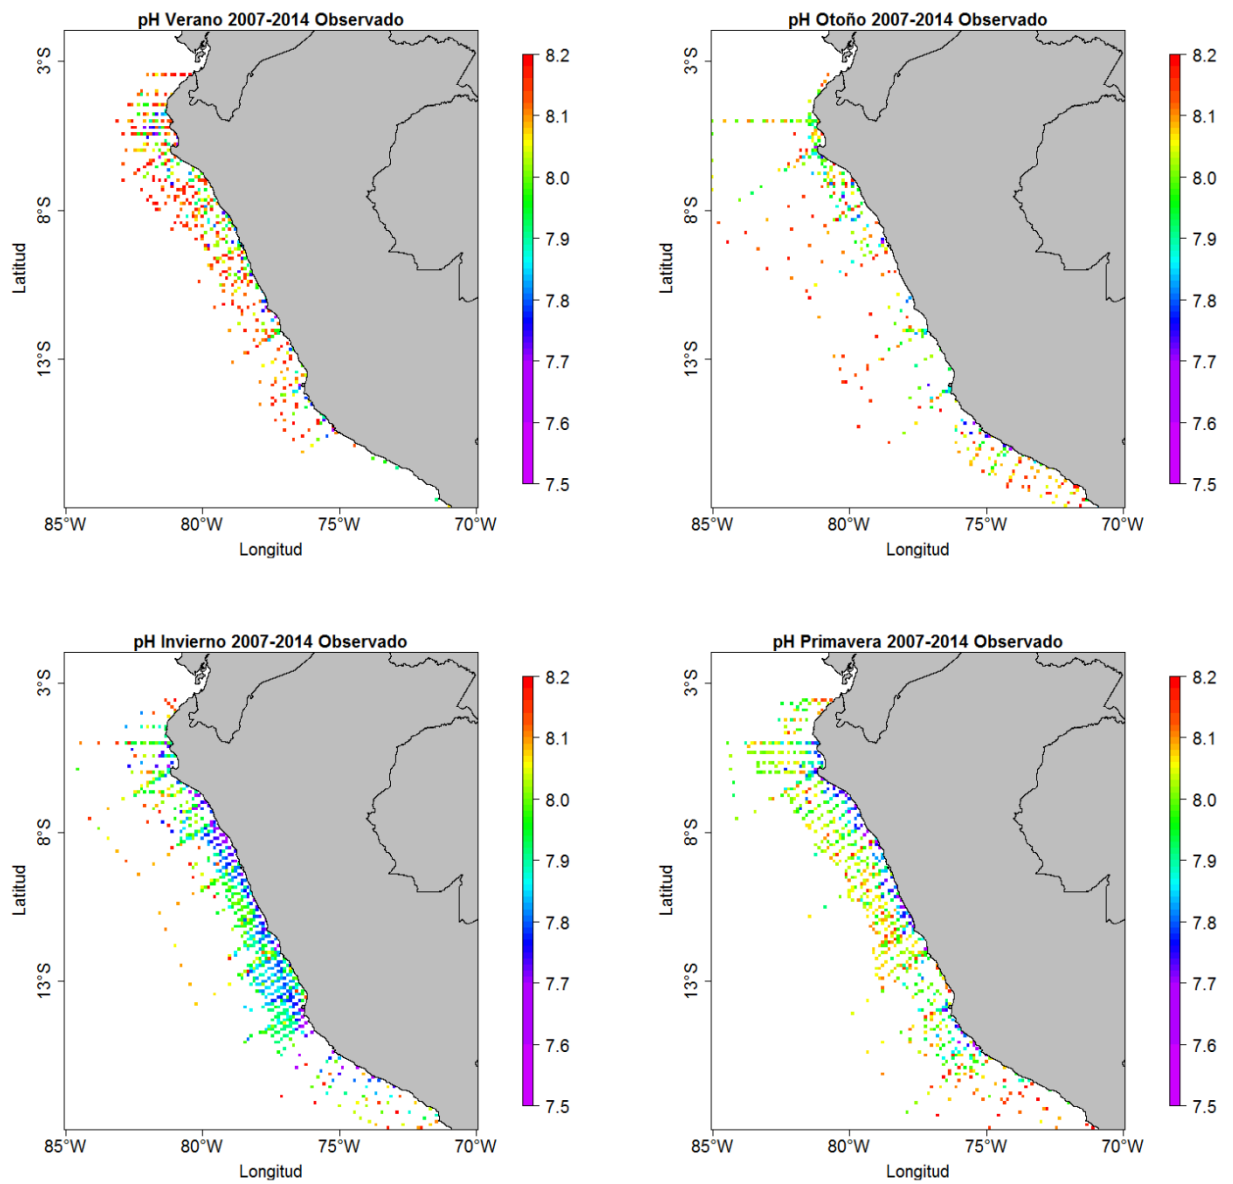 pH Verano 2007-2014 Observado
3°S
8°S
13°S
Latitud
85°W 80°W 75°W 70°W
Longitud
8.2
8.1
8.0
7.9
7.8
7.7
7.6
7.5
pH Otoño 2007-2014 Observado
3°S
8°S
13°S
Latitud
85°W 80°W 75°W 70°W
Longitud
8.2
8.1
8.0
7.9
7.8
7.7
7.6
7.5
pH Invierno 2007-2014 Observado
3°S
8°S
13°S
Latitud
85°W 80°W 75°W 70°W
Longitud
8.2
8.1
8.0
7.9
7.8
7.7
7.6
7.5
pH Primavera 2007-2014 Observado
3°S
8°S
13°S
Latitud
85°W 80°W 75°W 70°W
Longitud
8.2
8.1
8.0
7.9
7.8
7.7
7.6
7.5